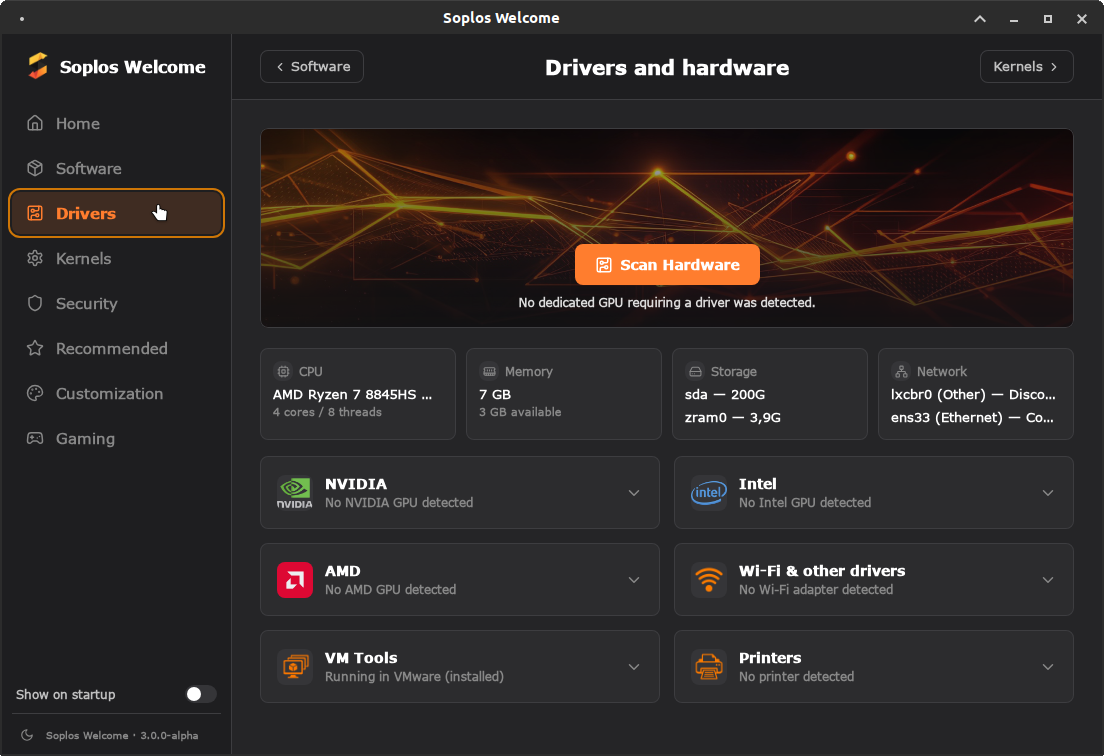 Soplos Welcome
Soplos Welcome
Home
Software
Drivers
Kernels
Security
Recommended
Customization
Gaming
Show on startup
Soplos Welcome · 3.0.0-alpha
Software
Drivers and hardware
Kernels
Scan Hardware
No dedicated GPU requiring a driver was detected.
CPU
AMD Ryzen 7 8845HS ...
4 cores / 8 threads
Memory
7 GB
3 GB available
Storage
sda — 200G
zram0 — 3,9G
Network
lxcbr0 (Other) — Disco...
ens33 (Ethernet) — Co...
NVIDIA
NVIDIA
No NVIDIA GPU detected
intel
Intel
No Intel GPU detected
AMD
No AMD GPU detected
Wi-Fi & other drivers
No Wi-Fi adapter detected
VM Tools
Running in VMware (installed)
Printers
No printer detected